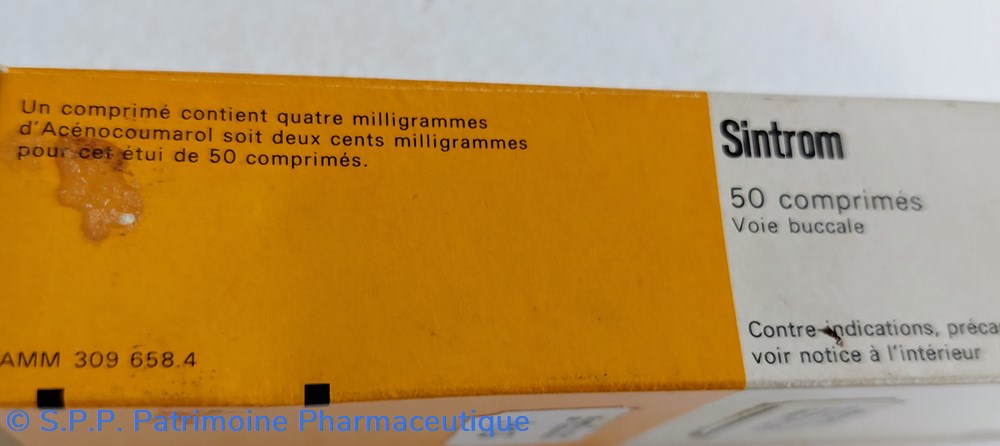 Un comprimé contient quatre milligrammes
d'Acénocoumarol soit deux cents milligrammes
pour cet étui de 50 comprimés.
AMM 309 658.4
Sintrom
50 comprimés
Voie buccale
Contre-indications, préca
voir notice à l'intérieur
© S.P.P. Patrimoine Pharmaceutique